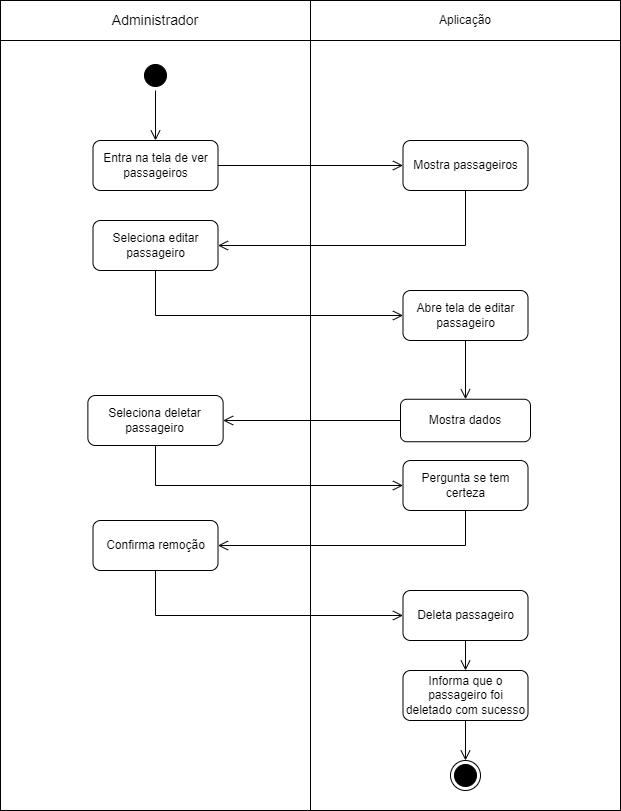 Administrador
Aplicação
Entra na tela de ver
passageiros
Mostra passageiros
Seleciona editar
passageiro
Abre tela de editar
passageiro
Mostra dados
Seleciona deletar
passageiro
Pergunta se tem
certeza
Confirma remoção
Deleta passageiro
Informa que o
passageiro foi
deletado com sucesso